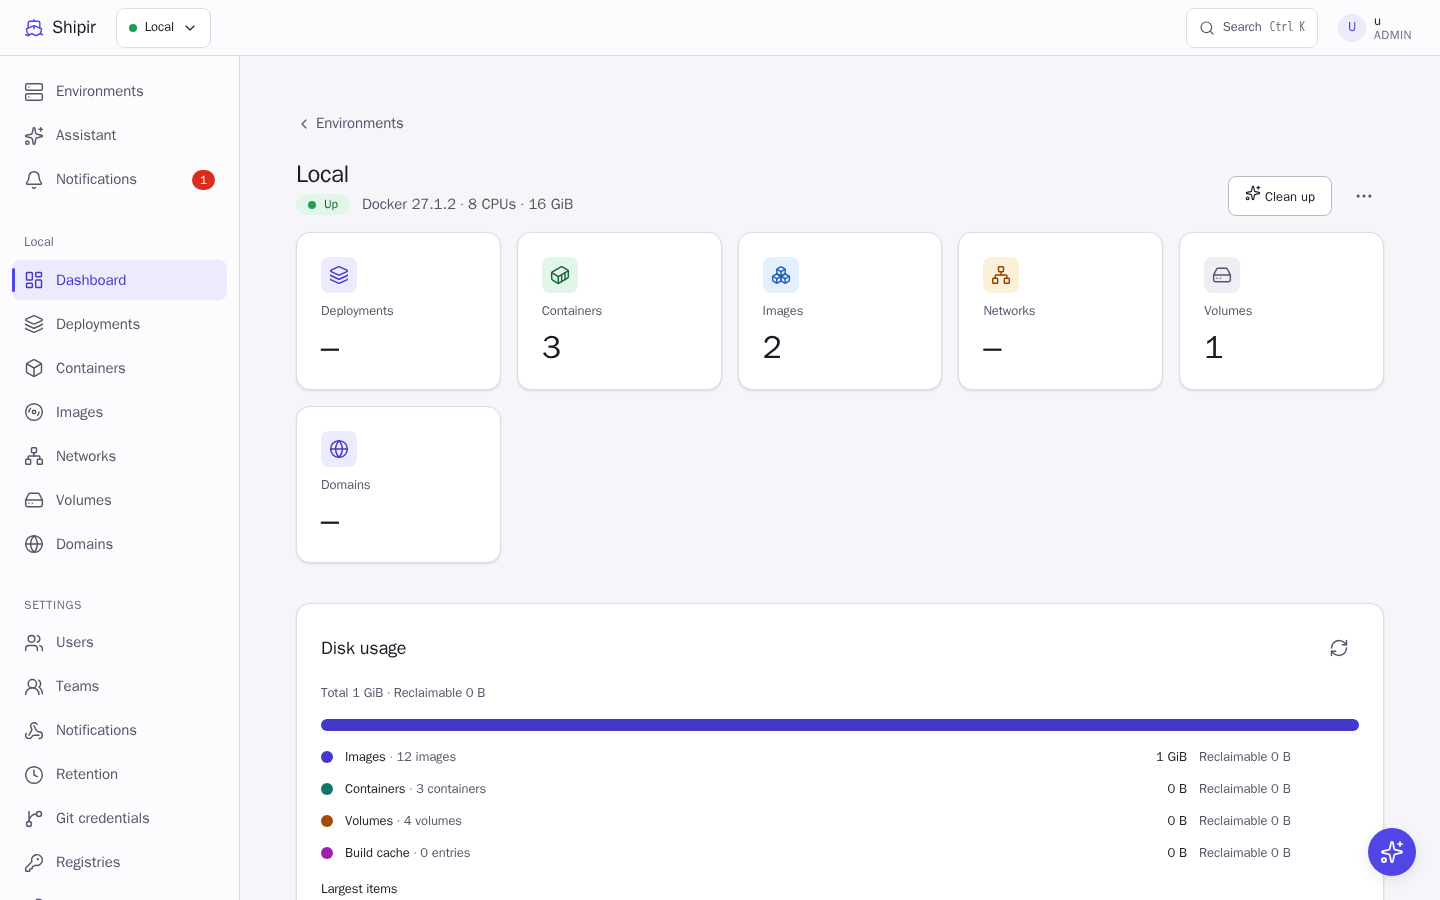 Shipir
Local
Search Ctrl K
U
u
ADMIN
Environments
Assistant
Notifications
1
Local
Dashboard
Deployments
Containers
Images
Networks
Volumes
Domains
SETTINGS
Users
Teams
Notifications
Retention
Git credentials
Registries
Environments
Local
Up
Docker 27.1.2 · 8 CPUs · 16 GiB
Clean up
Deployments
–
Containers
3
Images
2
Networks
–
Volumes
1
Domains
–
Disk usage
Total 1 GiB · Reclaimable 0 B
Images · 12 images 1 GiB Reclaimable 0 B
Containers · 3 containers 0 B Reclaimable 0 B
Volumes · 4 volumes 0 B Reclaimable 0 B
Build cache · 0 entries 0 B Reclaimable 0 B
Largest items